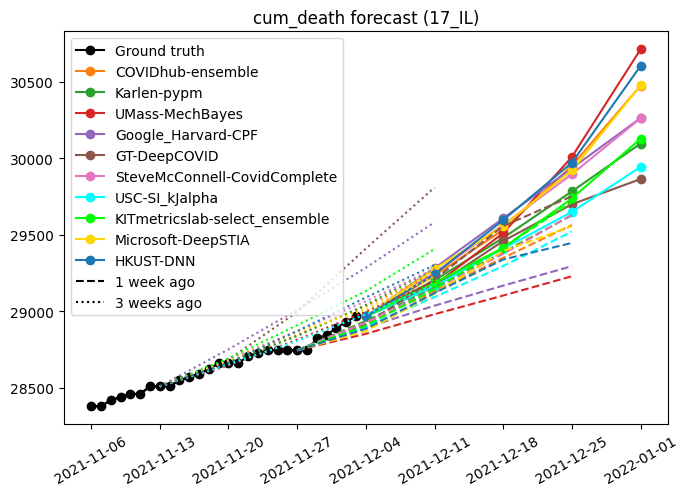 cum_death forecast (17_IL)
Ground truth
COVIDhub-ensemble
Karlen-pypm
UMass-MechBayes
Google_Harvard-CPF
GT-DeepCOVID
SteveMcConnell-CovidComplete
USC-SI_kJalpha
KITmetricslab-select_ensemble
Microsoft-DeepSTIA
HKUST-DNN
1 week ago
3 weeks ago
30500
30000
29500
29000
28500
2021-11-06
2021-11-13
2021-11-20
2021-11-27
2021-12-04
2021-12-11
2021-12-18
2021-12-25
2022-01-01